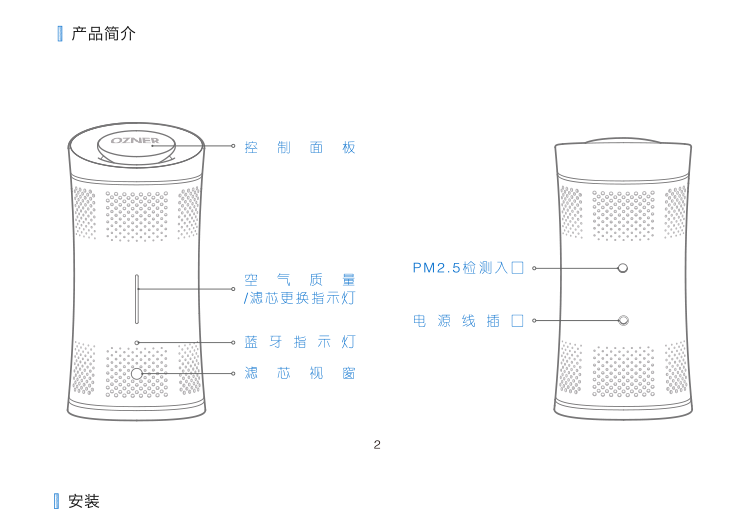 产品简介
OZNER
控制面板
空气质量
/滤芯更换指示灯
蓝牙指示灯
滤芯视窗
PM2.5检测入口
电源线插口
2
安装